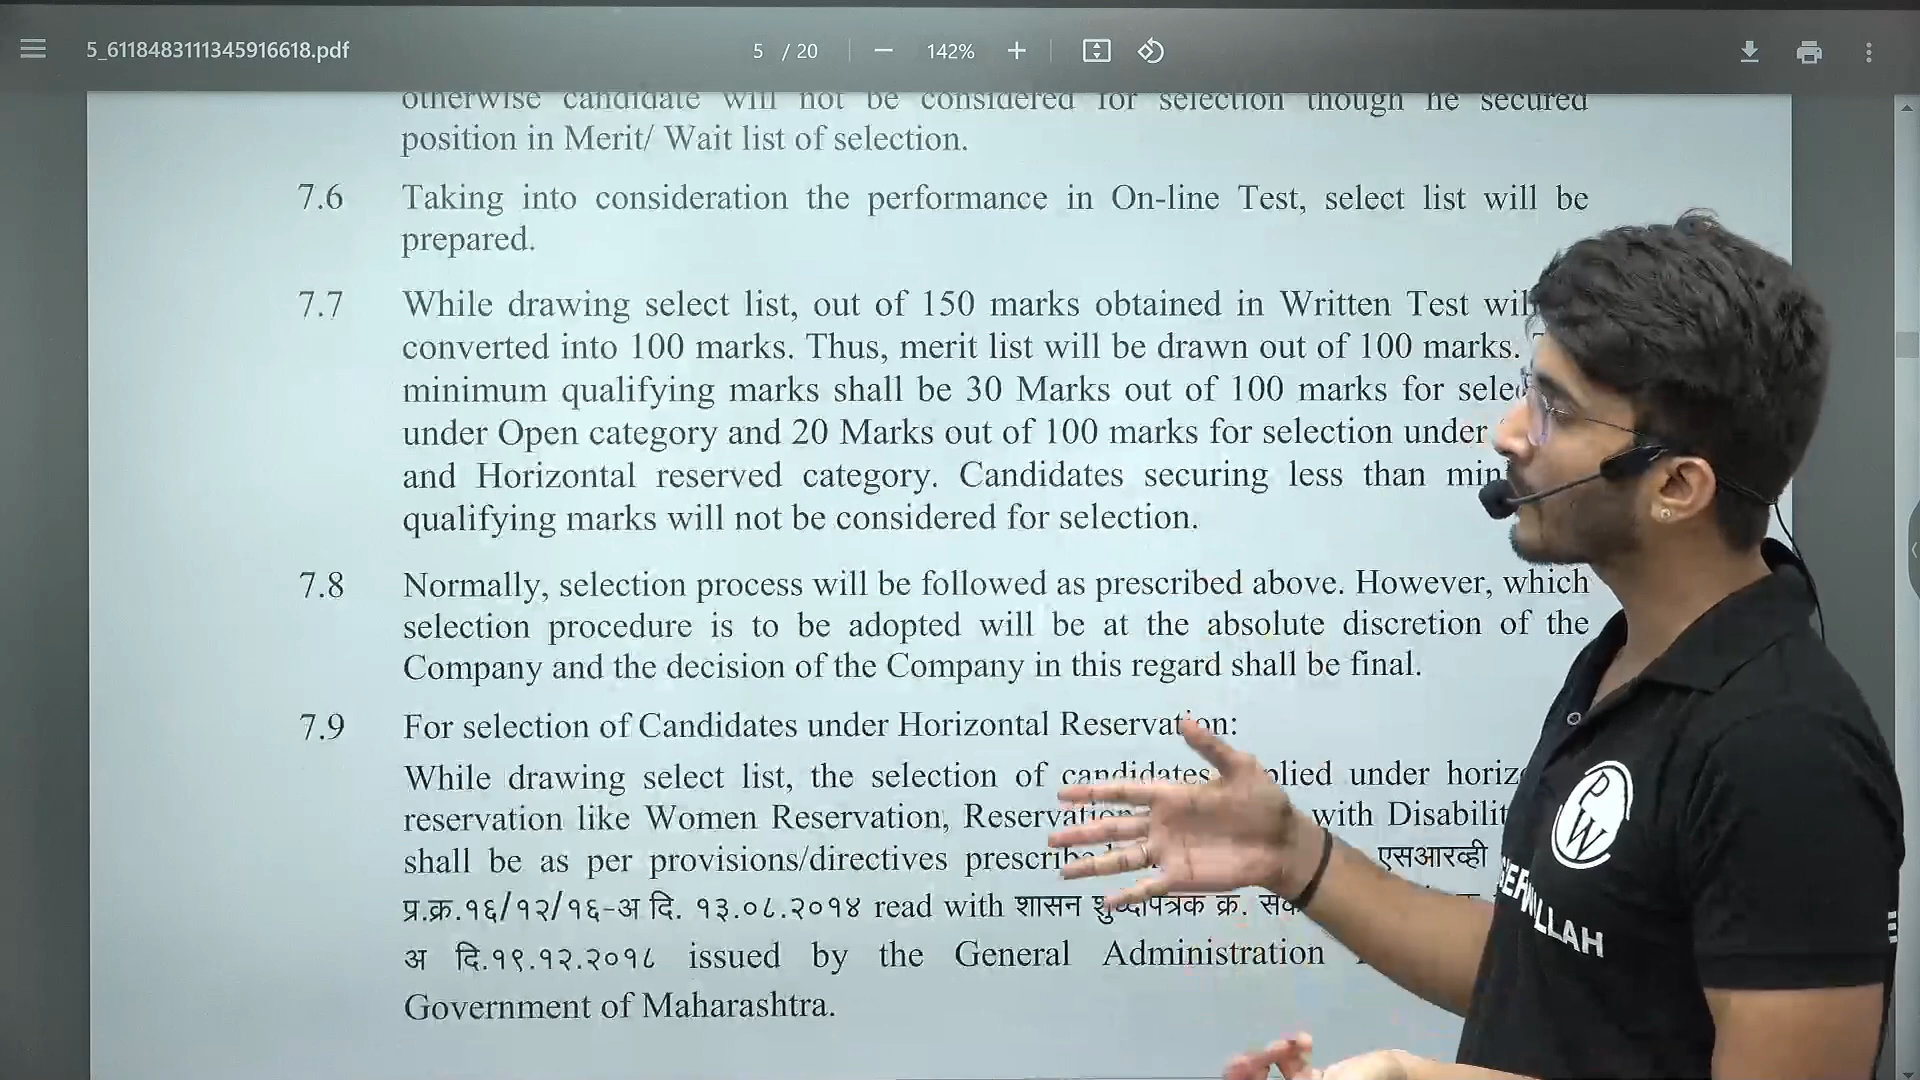 5_6118483111345916618.pdf
5 / 20
142%
otherwise candidate will not be considered for selection though he secured
position in Merit/ Wait list of selection.
7.6 Taking into consideration the performance in On-line Test, select list will be
prepared.
7.7 While drawing select list, out of 150 marks obtained in Written Test will
converted into 100 marks. Thus, merit list will be drawn out of 100 marks.
minimum qualifying marks shall be 30 Marks out of 100 marks for
under Open category and 20 Marks out of 100 marks for selection under
and Horizontal reserved category. Candidates securing less than
qualifying marks will not be considered for selection.
7.8 Normally, selection process will be followed as prescribed above. However, which
selection procedure is to be adopted will be at the absolute discretion of the
Company and the decision of the Company in this regard shall be final.
7.9 For selection of Candidates under Horizontal Reservation:
While drawing select list, the selection of candidates under
reservation like Women Reservation, with
shall be as per provisions/directives एसआरव्ही
प्र.क्र.१६/१२/१६-अ दि. १३.०८.२०१४ read with शासन शुध्दीपत्रक क्र.
अ दि.१९.१२.२०१८ issued by the General Administration
Government of Maharashtra.
PW